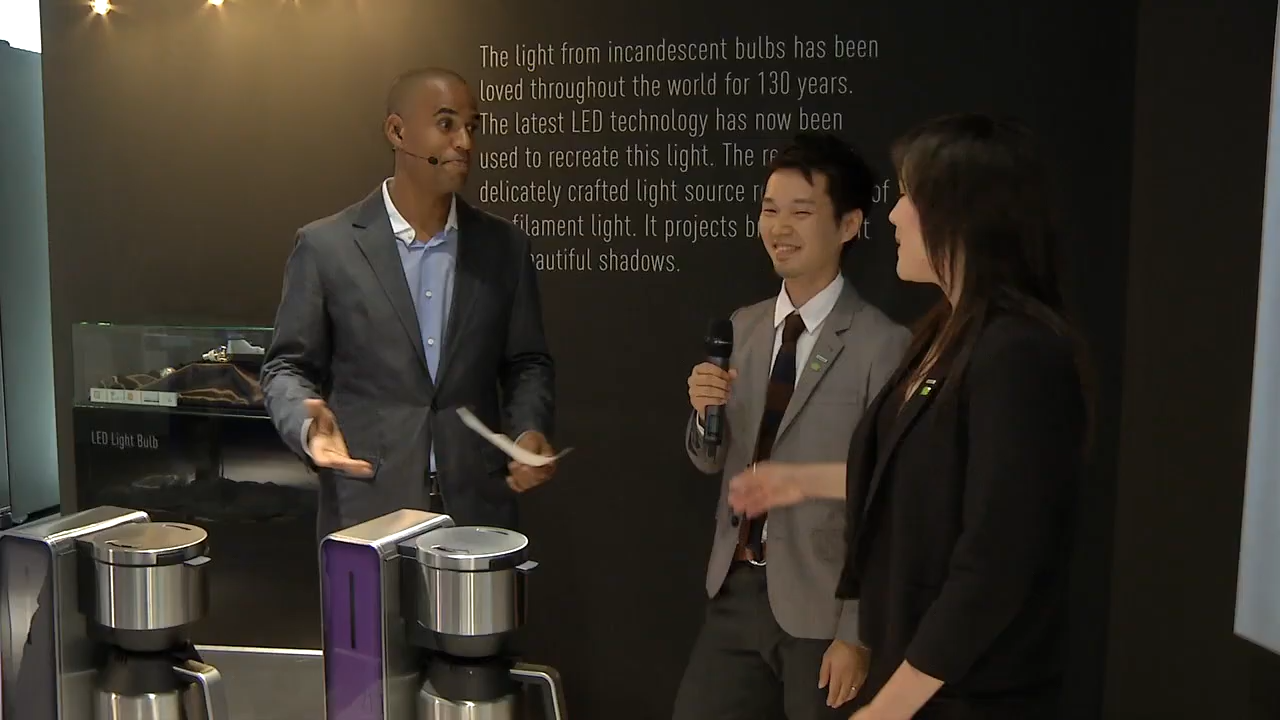 The light from incandescent bulbs has been
loved throughout the world for 130 years.
The latest LED technology has now been
used to recreate this light. The
delicately crafted light source of
filament light. It projects
shadows.
LED Light Bulb